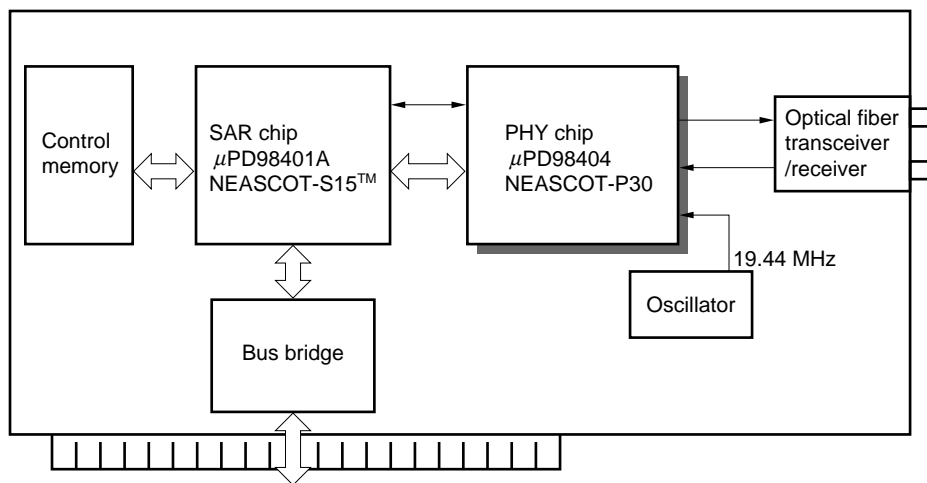 Control
memory
SAR chip
μPD98401A
NEASCOT-S15™
PHY chip
μPD98404
NEASCOT-P30
Optical fiber
transceiver
/receiver
19.44 MHz
Oscillator
Bus bridge